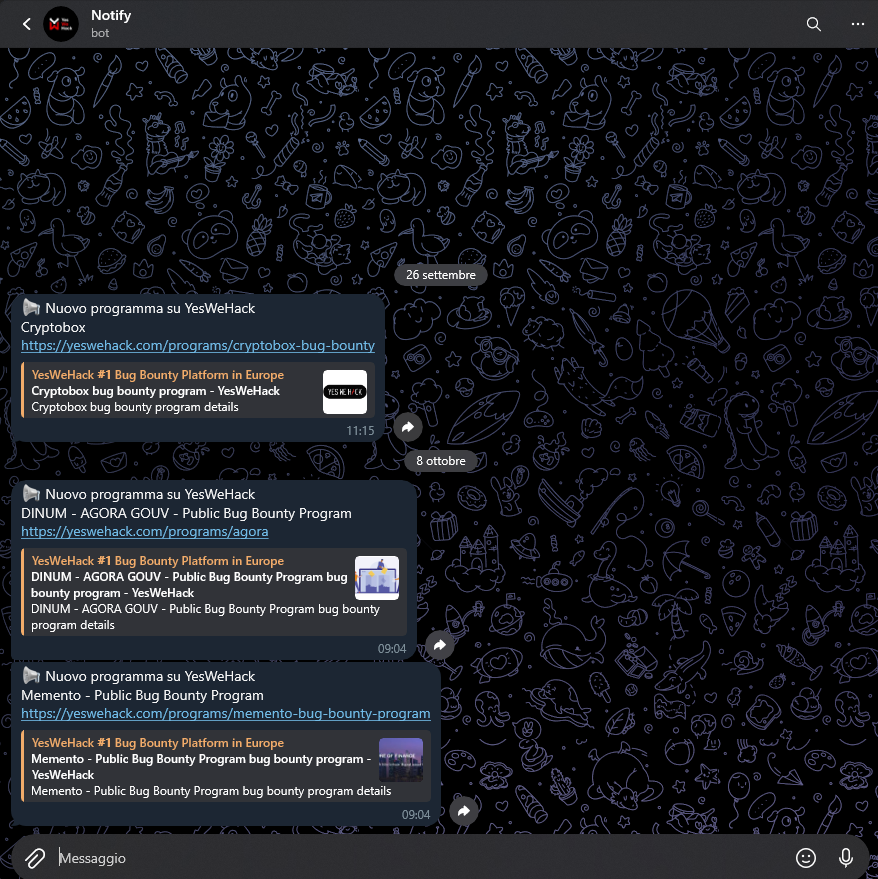 Notify
bot
26 settembre
Nuovo programma su YesWeHack
Cryptobox
https://yeswehack.com/programs/cryptobox-bug-bounty
YesWeHack #1 Bug Bounty Platform in Europe
Cryptobox bug bounty program - YesWeHack
Cryptobox bug bounty program details
YES WE H/CK
11:15
8 ottobre
Nuovo programma su YesWeHack
DINUM - AGORA GOUV - Public Bug Bounty Program
https://yeswehack.com/programs/agora
YesWeHack #1 Bug Bounty Platform in Europe
DINUM - AGORA GOUV - Public Bug Bounty Program bug
bounty program - YesWeHack
DINUM - AGORA GOUV - Public Bug Bounty Program bug bounty
program details
09:04
Nuovo programma su YesWeHack
Memento - Public Bug Bounty Program
https://yeswehack.com/programs/memento-bug-bounty-program
YesWeHack #1 Bug Bounty Platform in Europe
Memento - Public Bug Bounty Program bug bounty program -
YesWeHack
Memento - Public Bug Bounty Program bug bounty program details
09:04
Messaggio